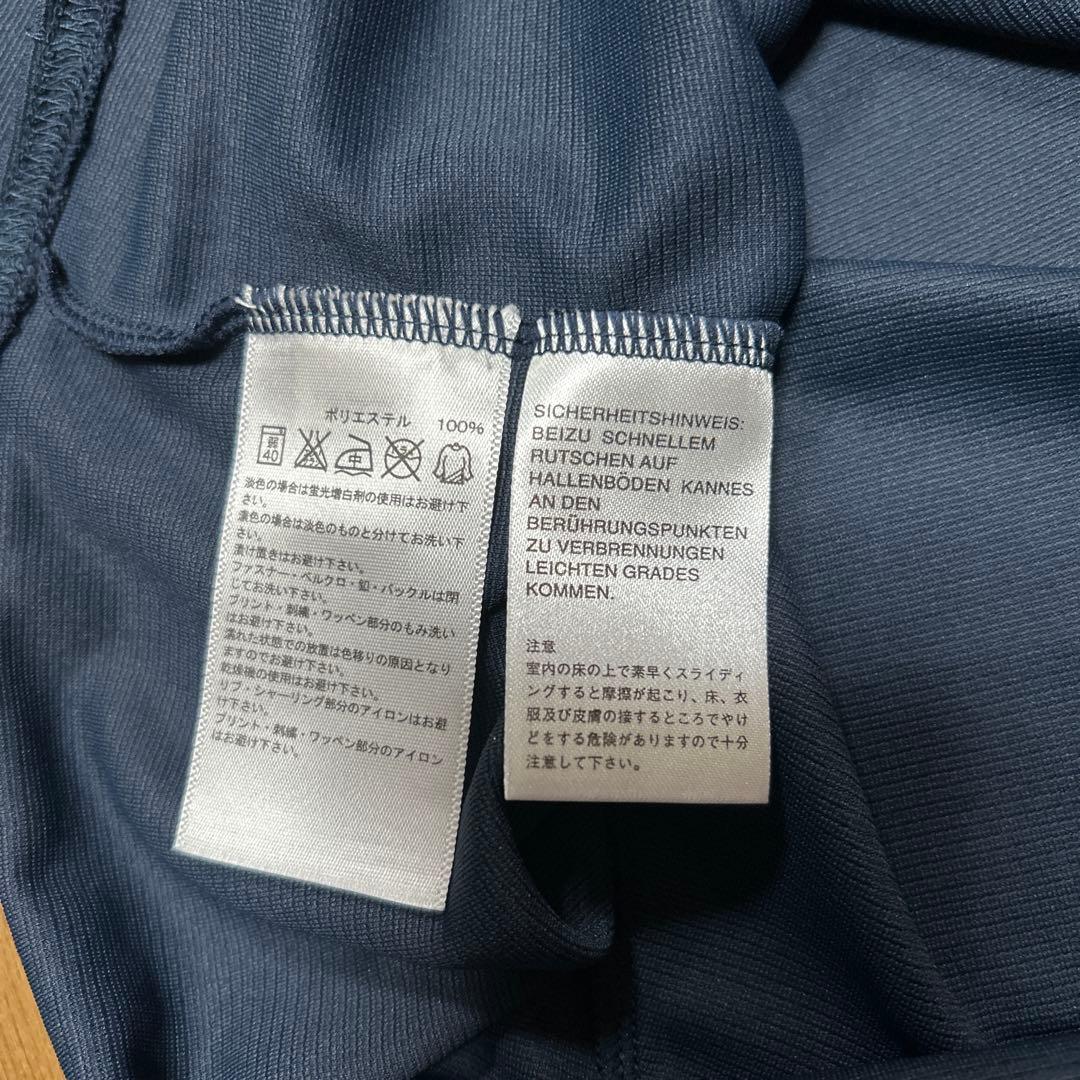 ポリエステル 100%
弱 40 中
淡色の場合は蛍光増白剤の使用はお避け下
さい。
濃色の場合は淡色のものと分けてお洗い下
さい。
漬け置きはお避け下さい。
ファスナー・ベルクロ・釦・バックルは閉
じてお洗い下さい。
プリント・刺繍・ワッペン部分のもみ洗い
はお避け下さい。
濡れた状態での放置は色移りの原因となり
ますのでお避け下さい。
乾燥機の使用はお避け下さい。
リブ・シャーリング部分のアイロンはお避
け下さい。
プリント・刺繍・ワッペン部分のアイロン
はお避け下さい。
SICHERHEITSHINWEIS:
BEIZU SCHNELLEM
RUTSCHEN AUF
HALLENBÖDEN KANNES
AN DEN
BERÜHRUNGSPUNKTEN
ZU VERBRENNUNGEN
LEICHTEN GRADES
KOMMEN.
注意
室内の床の上で素早くスライディ
ングすると摩擦が起こり、床、衣
服及び皮膚の接するところでやけ
どをする危険がありますので十分
注意して下さい。